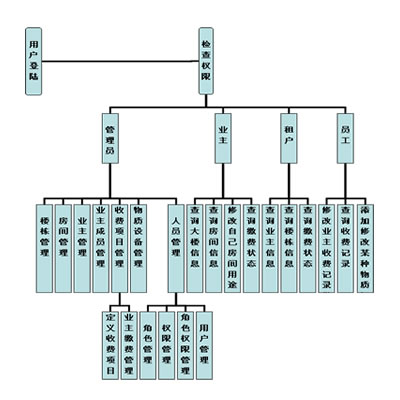 用户登陆
检查权限
管理员
业主
租户
员工
楼栋管理
房间管理
业主管理
业主成员管理
收费项目管理
物质设备管理
人员管理
查询大楼信息
查询房间信息
修改自己房间用途
查询缴费状态
查询业主信息
查询楼栋信息
查询缴费状态
修改业主收费记录
查询收费记录
添加修改某种物质
定义收费项目
业主缴费管理
角色管理
权限管理
角色权限管理
用户管理